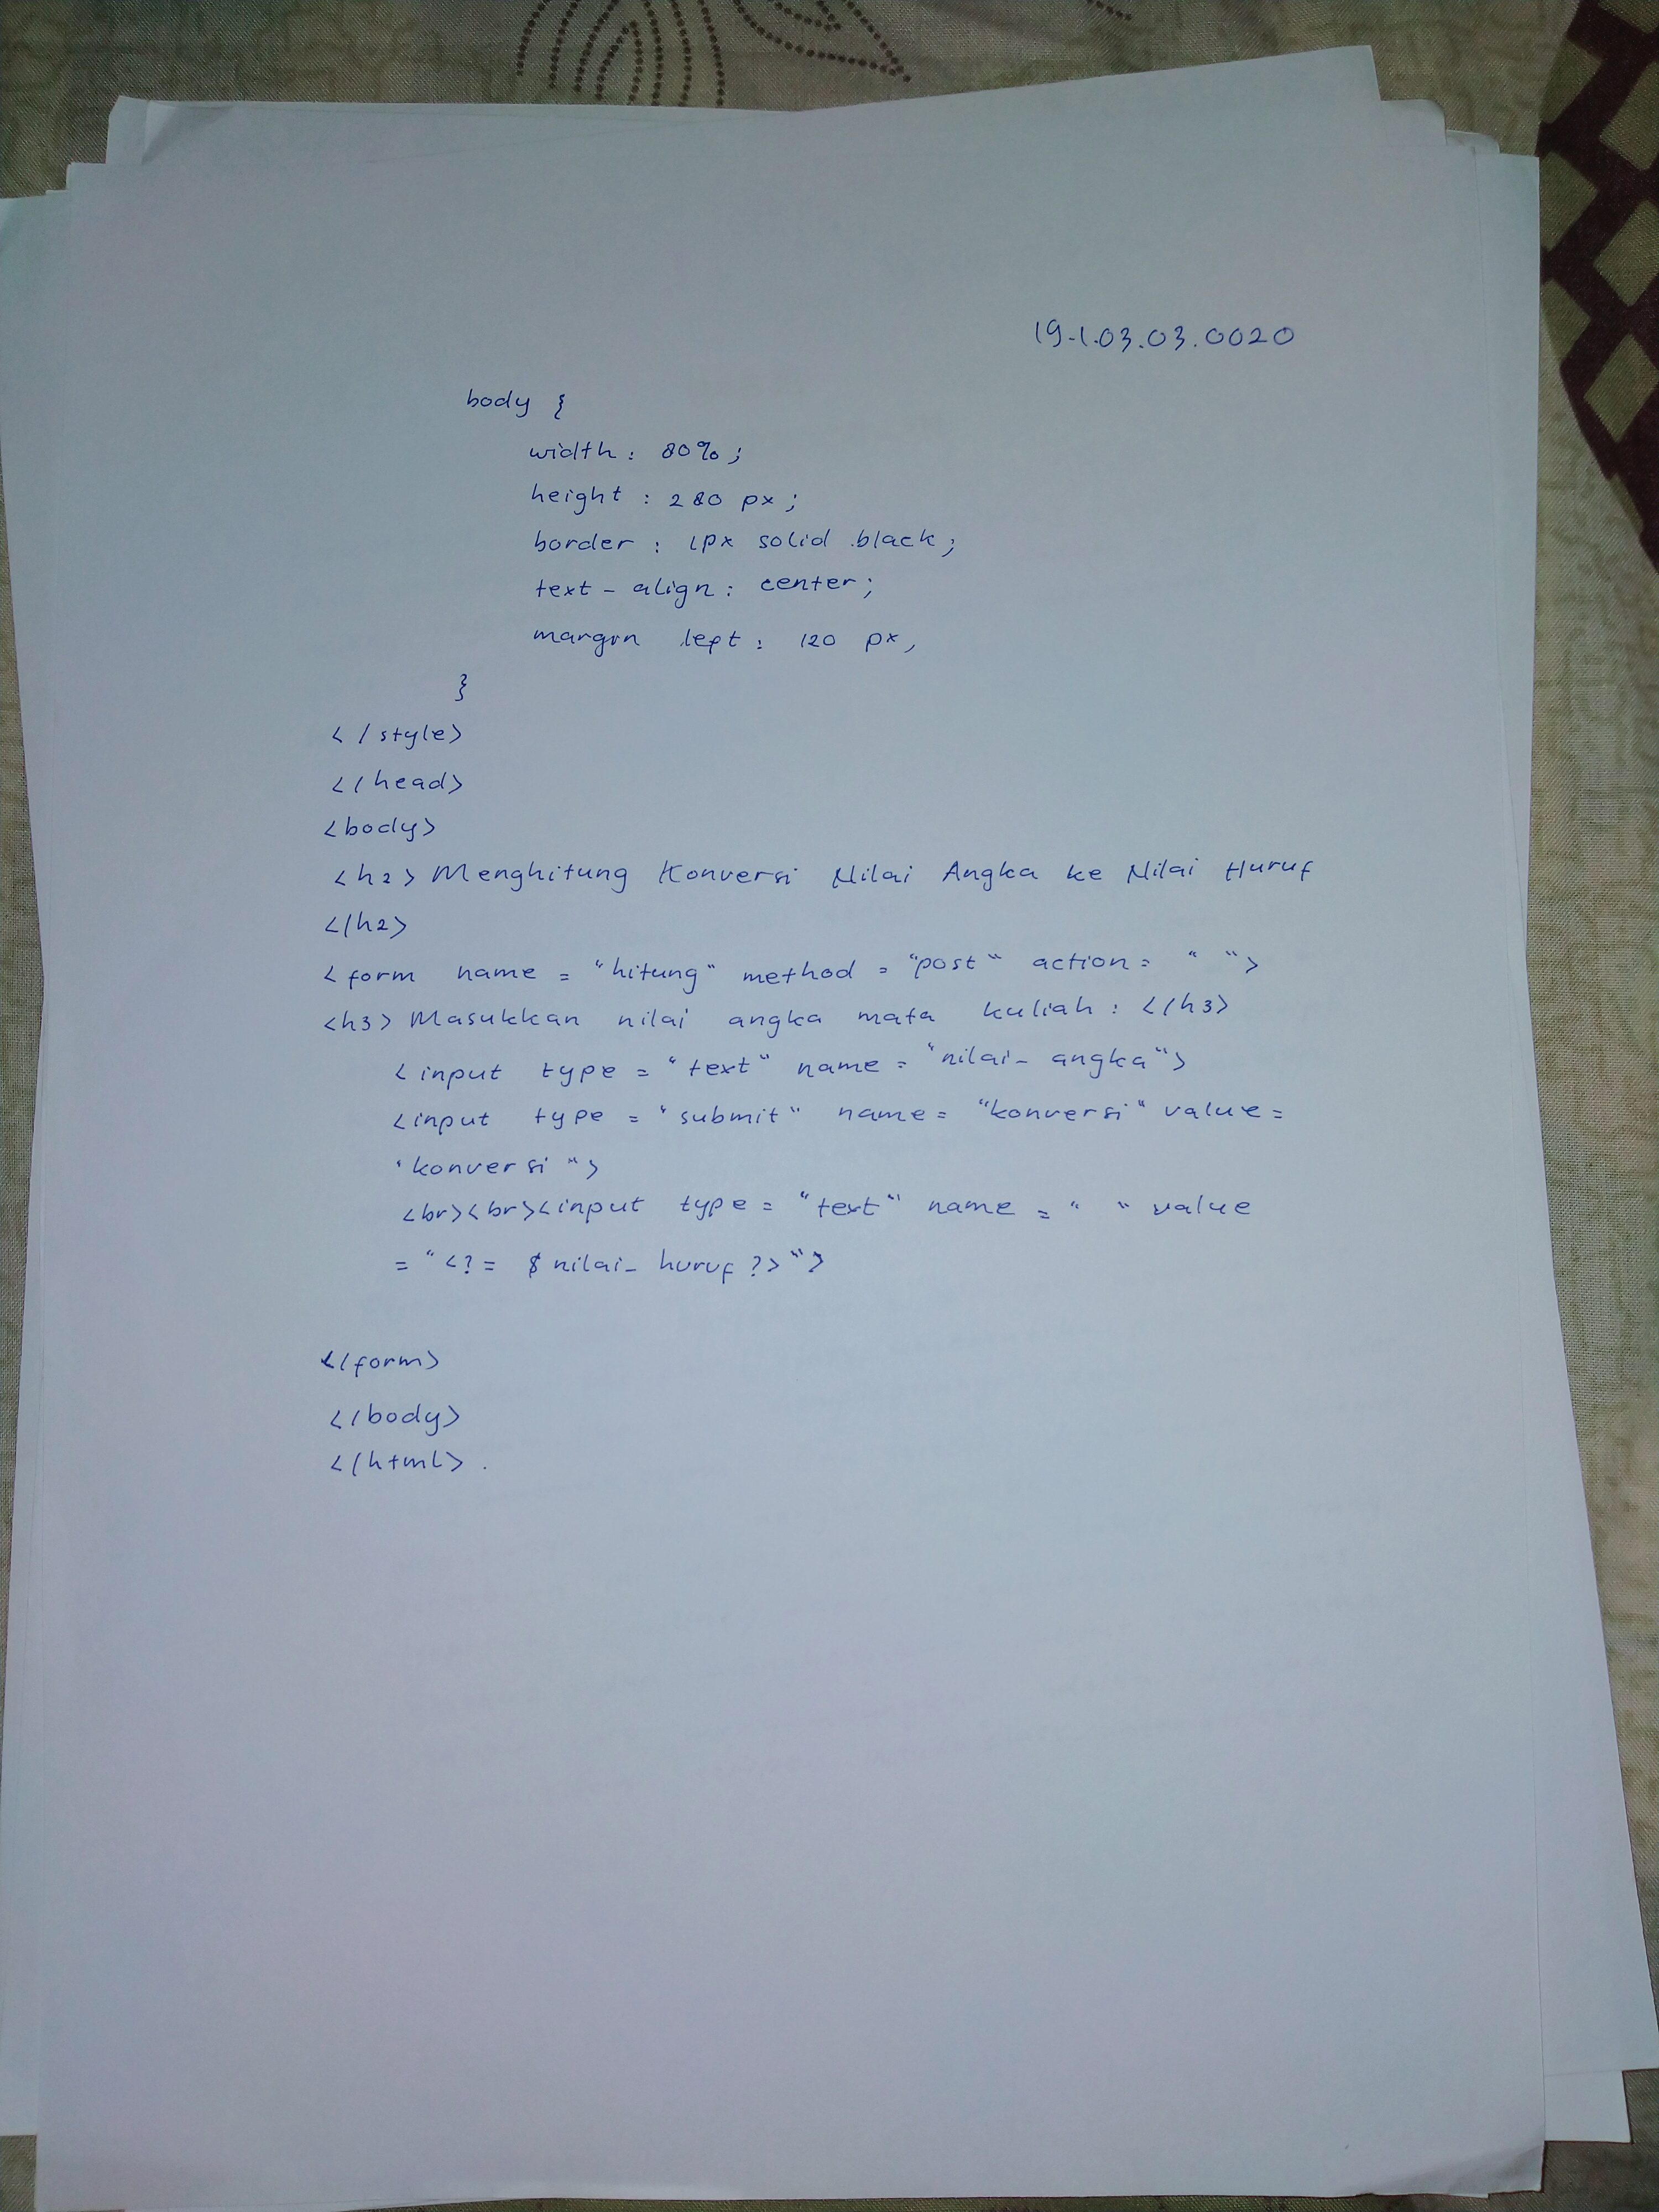 19.1.03.03.0020
body {
width : 80% ;
height : 280 px ;
border : 1px solid black ;
text - align : center ;
margin left : 120 px ,
}
</style>
</head>
<body>
<h2> Menghitung Konversi Nilai Angka ke Nilai Huruf
</h2>
<form name = "hitung" method = "post" action = " ">
<h3> Masukkan nilai angka mata kuliah : </h3>
<input type = "text" name = "nilai_ angka">
<input type = "submit" name = "konversi" value =
"konversi">
<br><br><input type = "text" name = " " value
= "<?= $ nilai_ huruf ?>">
</form>
</body>
</html> .